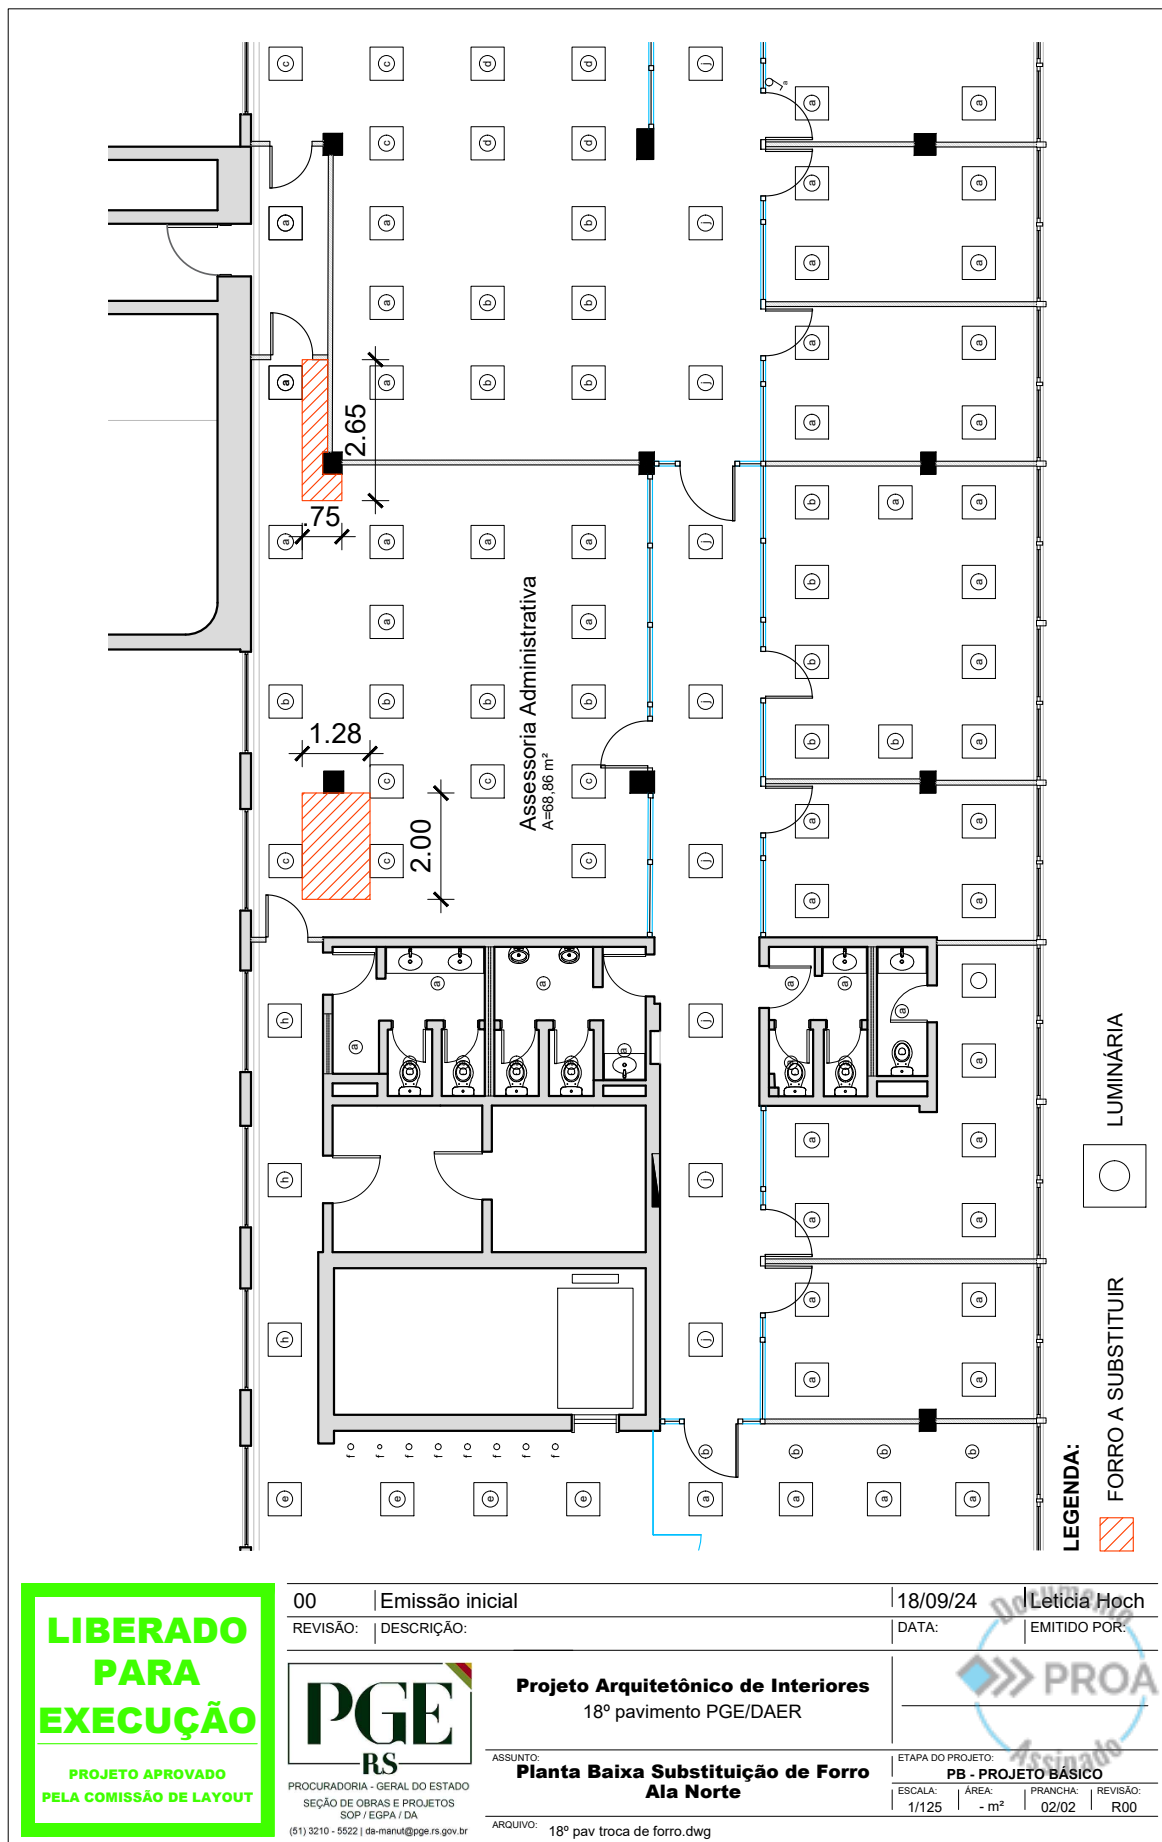 c c d d j
a a
c d d
a a
a a b j
a a
a b b
a a
a a b b j
a a
2.65
.75
b a a
a a a a j
b a
Assessoria Administrativa
A=68,86 m²
a
b a
b b b b j
1.28
b b a
c c c
a a
2.00
c c c j
a a
a a a a
h j a
a a a a
h j
a a
a a
h j
a a
f f f f f f f f
b b b b
e e e e a a a a
LEGENDA:
FORRO A SUBSTITUIR
LUMINÁRIA
LIBERADO
PARA
EXECUÇÃO
PROJETO APROVADO
PELA COMISSÃO DE LAYOUT
00 Emissão inicial 18/09/24 Leticia Hoch
REVISÃO: DESCRIÇÃO: DATA: EMITIDO POR:
PGE
RS
PROCURADORIA - GERAL DO ESTADO
SEÇÃO DE OBRAS E PROJETOS
SOP / EGPA / DA
(51) 3210 - 5522 | da-manut@pge.rs.gov.br
Projeto Arquitetônico de Interiores
18º pavimento PGE/DAER
ASSUNTO:
Planta Baixa Substituição de Forro
Ala Norte
ARQUIVO: 18º pav troca de forro.dwg
ETAPA DO PROJETO:
PB - PROJETO BÁSICO
ESCALA: ÁREA: PRANCHA: REVISÃO:
1/125 - m² 02/02 R00
Documento
PROA
Assinado